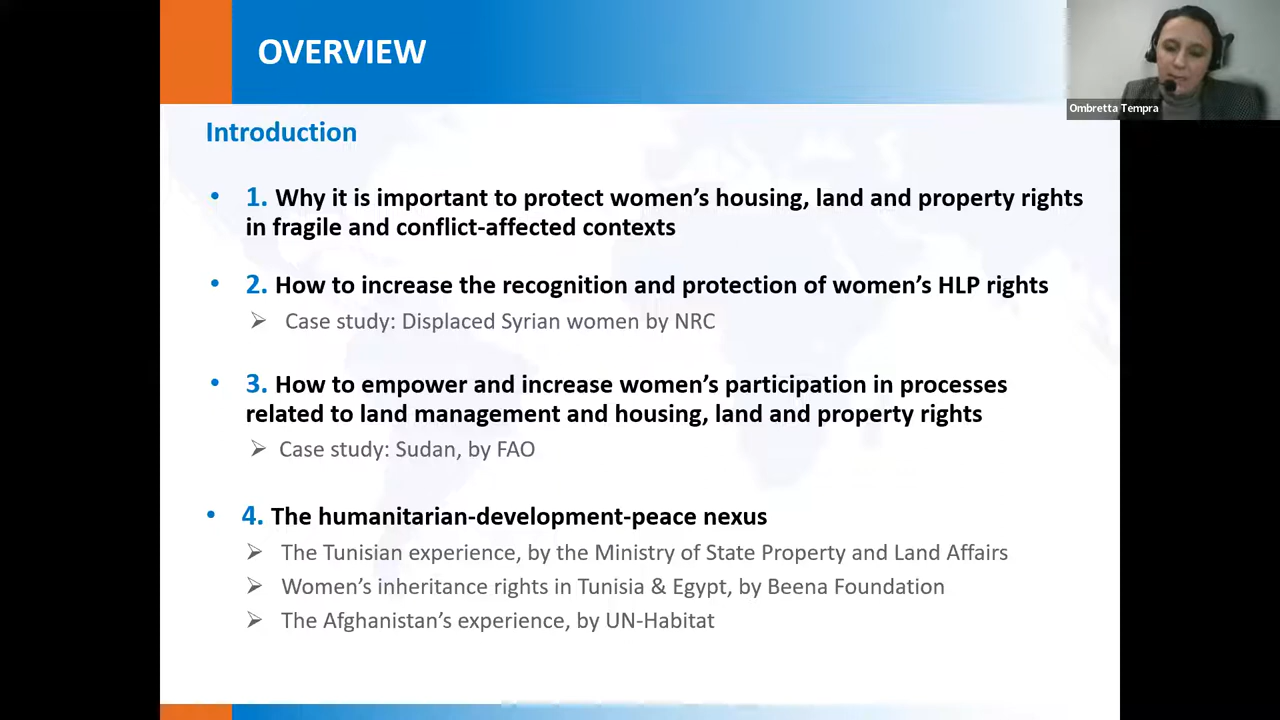 OVERVIEW
Ombretta Tempra
Introduction
• 1. Why it is important to protect women’s housing, land and property rights
in fragile and conflict-affected contexts
• 2. How to increase the recognition and protection of women’s HLP rights
➢ Case study: Displaced Syrian women by NRC
• 3. How to empower and increase women’s participation in processes
related to land management and housing, land and property rights
➢ Case study: Sudan, by FAO
• 4. The humanitarian-development-peace nexus
➢ The Tunisian experience, by the Ministry of State Property and Land Affairs
➢ Women’s inheritance rights in Tunisia & Egypt, by Beena Foundation
➢ The Afghanistan’s experience, by UN-Habitat